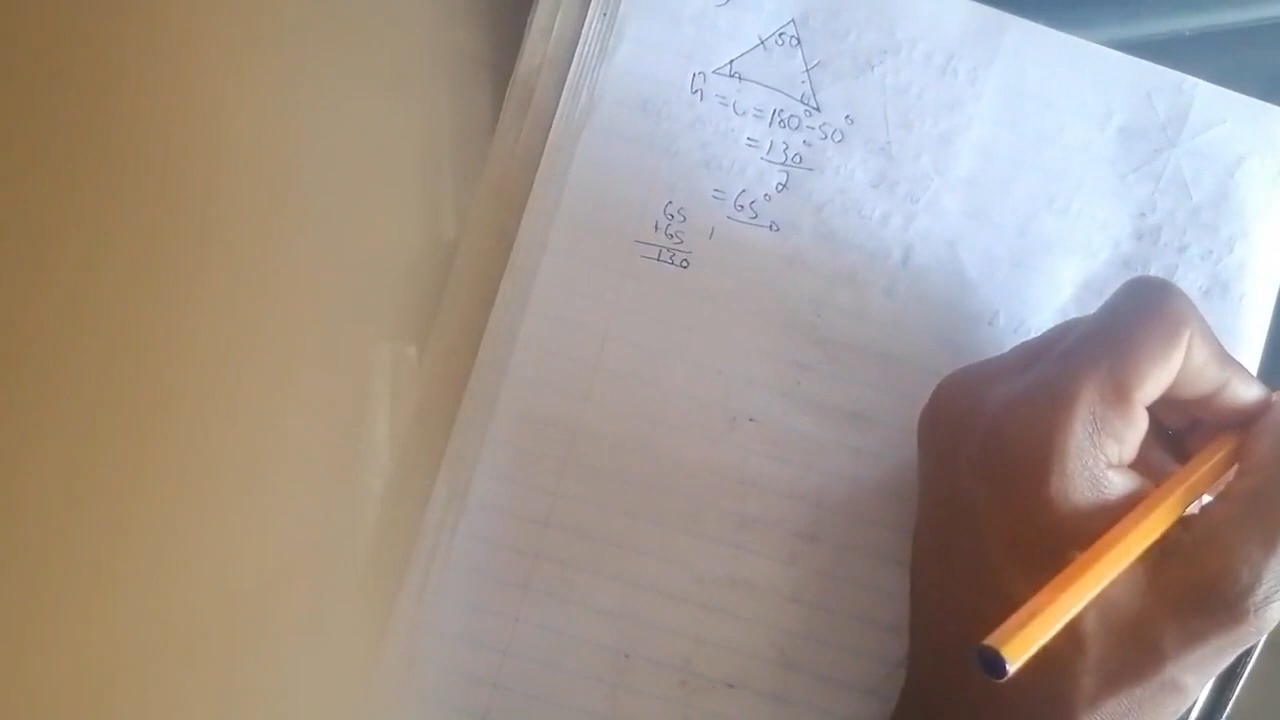 50
h
i
h = i = 180° - 50°
= 130°
2
= 65°
65
+65
130